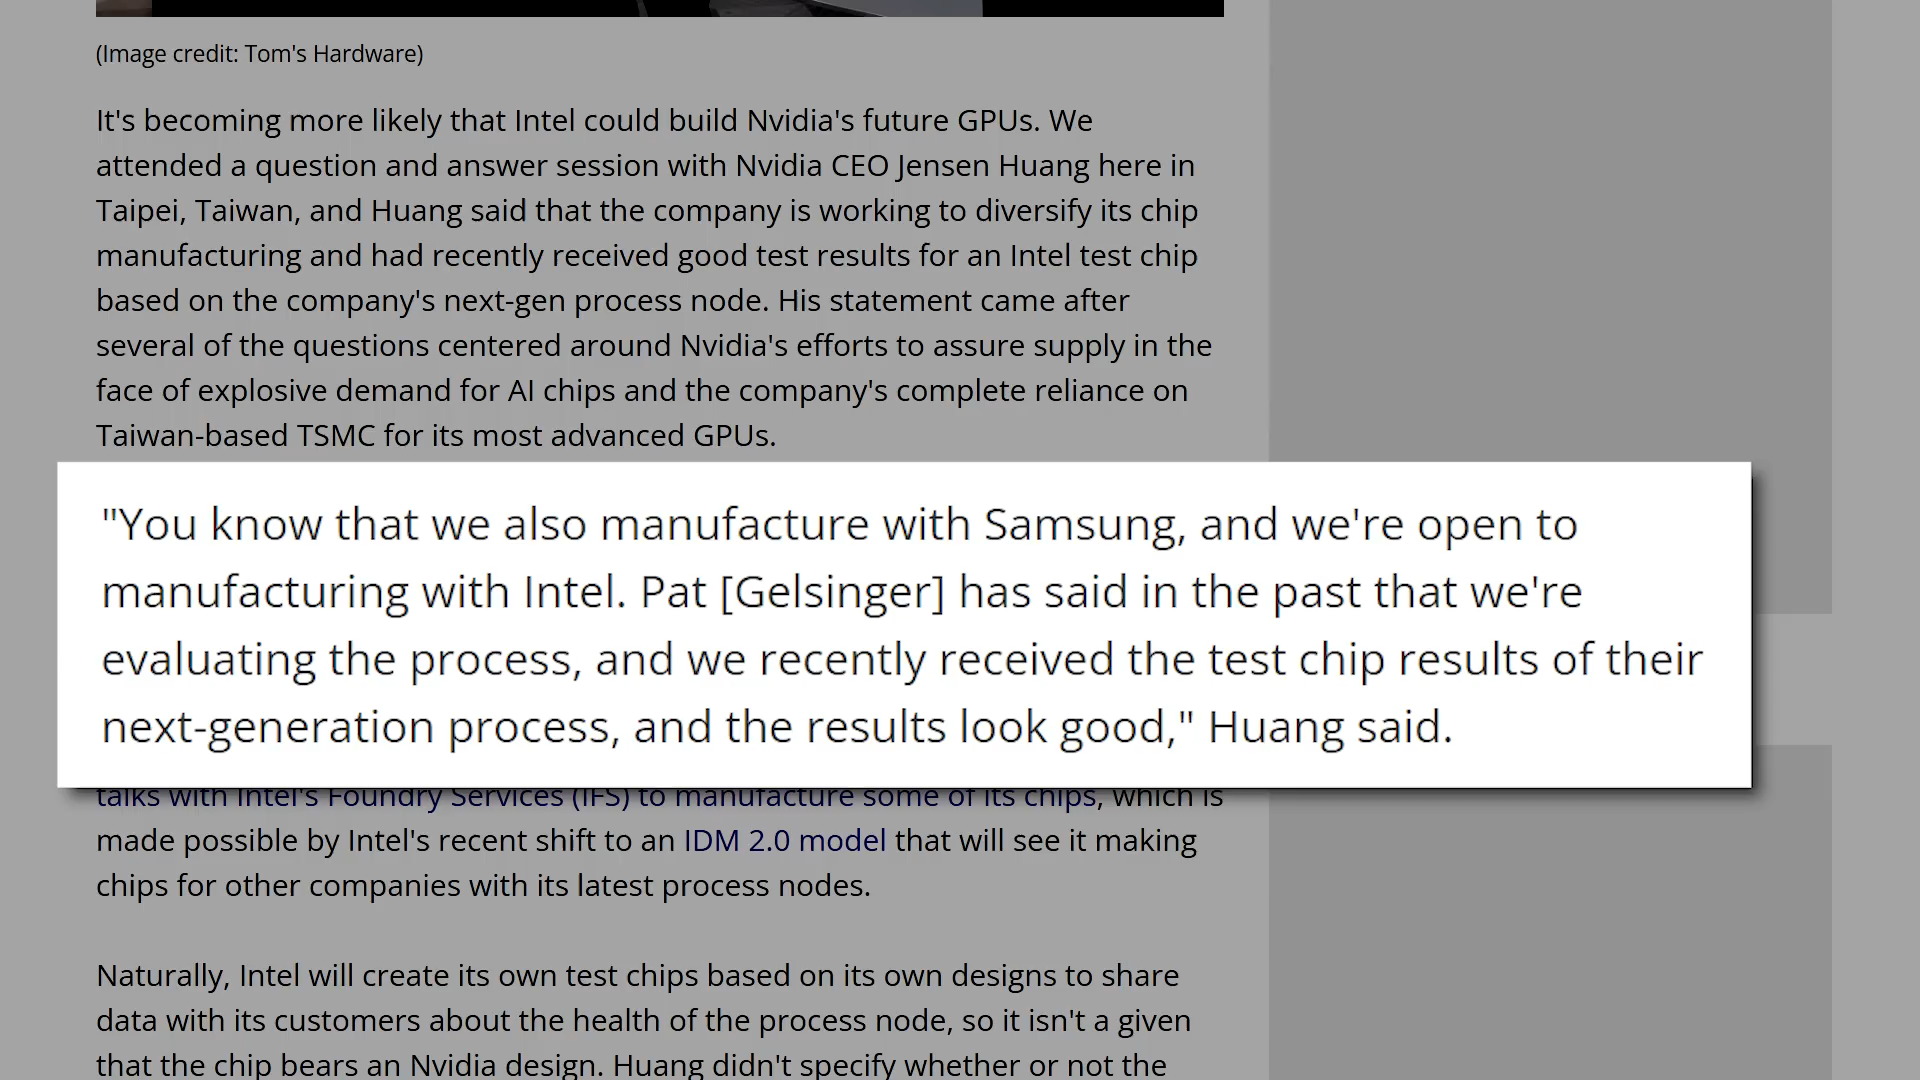 (Image credit: Tom's Hardware)
It's becoming more likely that Intel could build Nvidia's future GPUs. We
attended a question and answer session with Nvidia CEO Jensen Huang here in
Taipei, Taiwan, and Huang said that the company is working to diversify its chip
manufacturing and had recently received good test results for an Intel test chip
based on the company's next-gen process node. His statement came after
several of the questions centered around Nvidia's efforts to assure supply in the
face of explosive demand for AI chips and the company's complete reliance on
Taiwan-based TSMC for its most advanced GPUs.
"You know that we also manufacture with Samsung, and we're open to
manufacturing with Intel. Pat [Gelsinger] has said in the past that we're
evaluating the process, and we recently received the test chip results of their
next-generation process, and the results look good," Huang said.
talks with Intel's Foundry Services (IFS) to manufacture some of its chips, which is
made possible by Intel's recent shift to an IDM 2.0 model that will see it making
chips for other companies with its latest process nodes.
Naturally, Intel will create its own test chips based on its own designs to share
data with its customers about the health of the process node, so it isn't a given
that the chip bears an Nvidia design. Huang didn't specify whether or not the